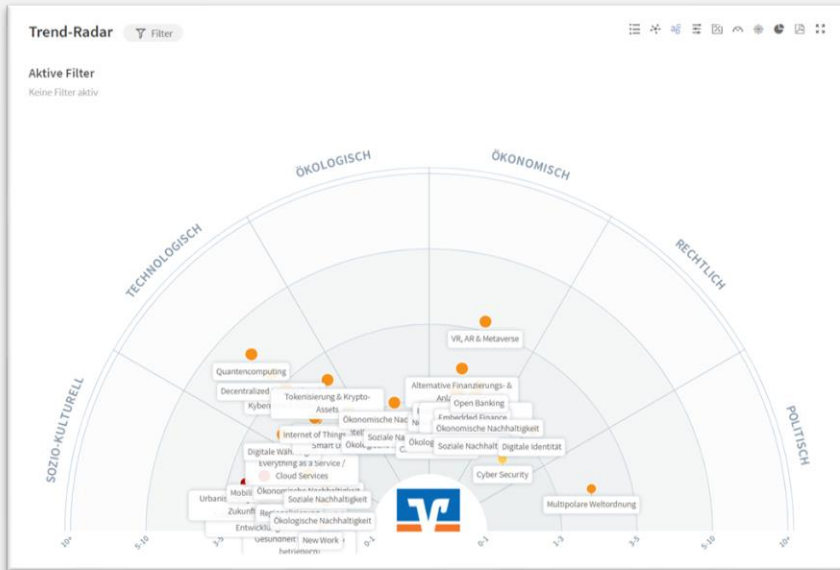 Trend-Radar
Filter
Aktive Filter
Keine Filter aktiv
SOZIO-KULTURELL
TECHNOLOGISCH
ÖKOLOGISCH
ÖKONOMISCH
RECHTLICH
POLITISCH
VR, AR & Metaverse
Quantencomputing
Decentralized
Tokenisierung & Krypto-
Assets
Alternative Finanzierungs- &
Open Banking
Embedded Finance
Ökonomische Nachhaltigkeit
Internet of Things
Soziale Nachhalt
Digitale Identität
Everything as a Service /
Cloud Services
Cyber Security
Soziale Nachhaltigkeit
Multipolare Weltordnung
Ökologische Nachhaltigkeit
New Work
10+
5-10
3-5
0-1
0-1
1-3
3-5
5-10
10+